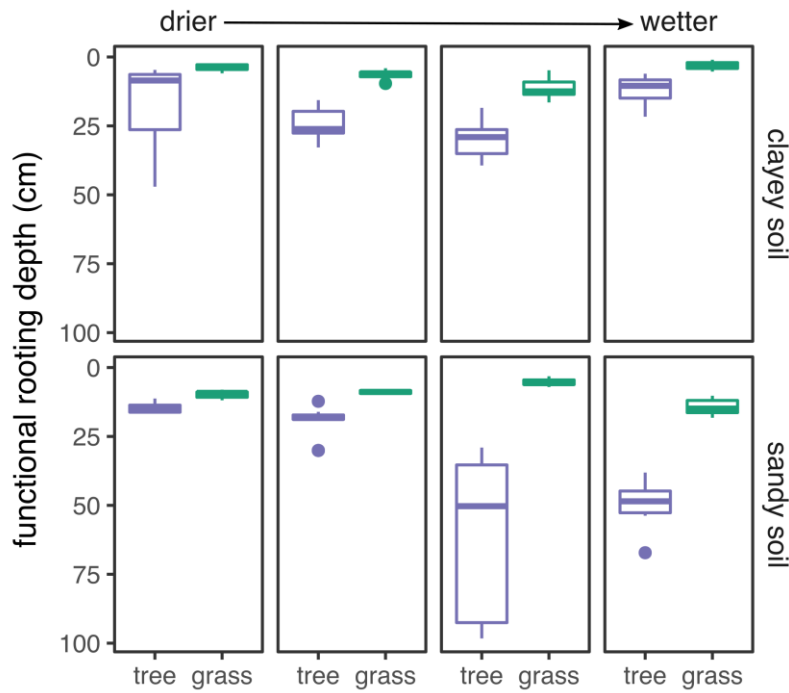 drier wetter
functional rooting depth (cm)
0
25
50
75
100
clayey soil
0
25
50
75
100
sandy soil
tree grass tree grass tree grass tree grass